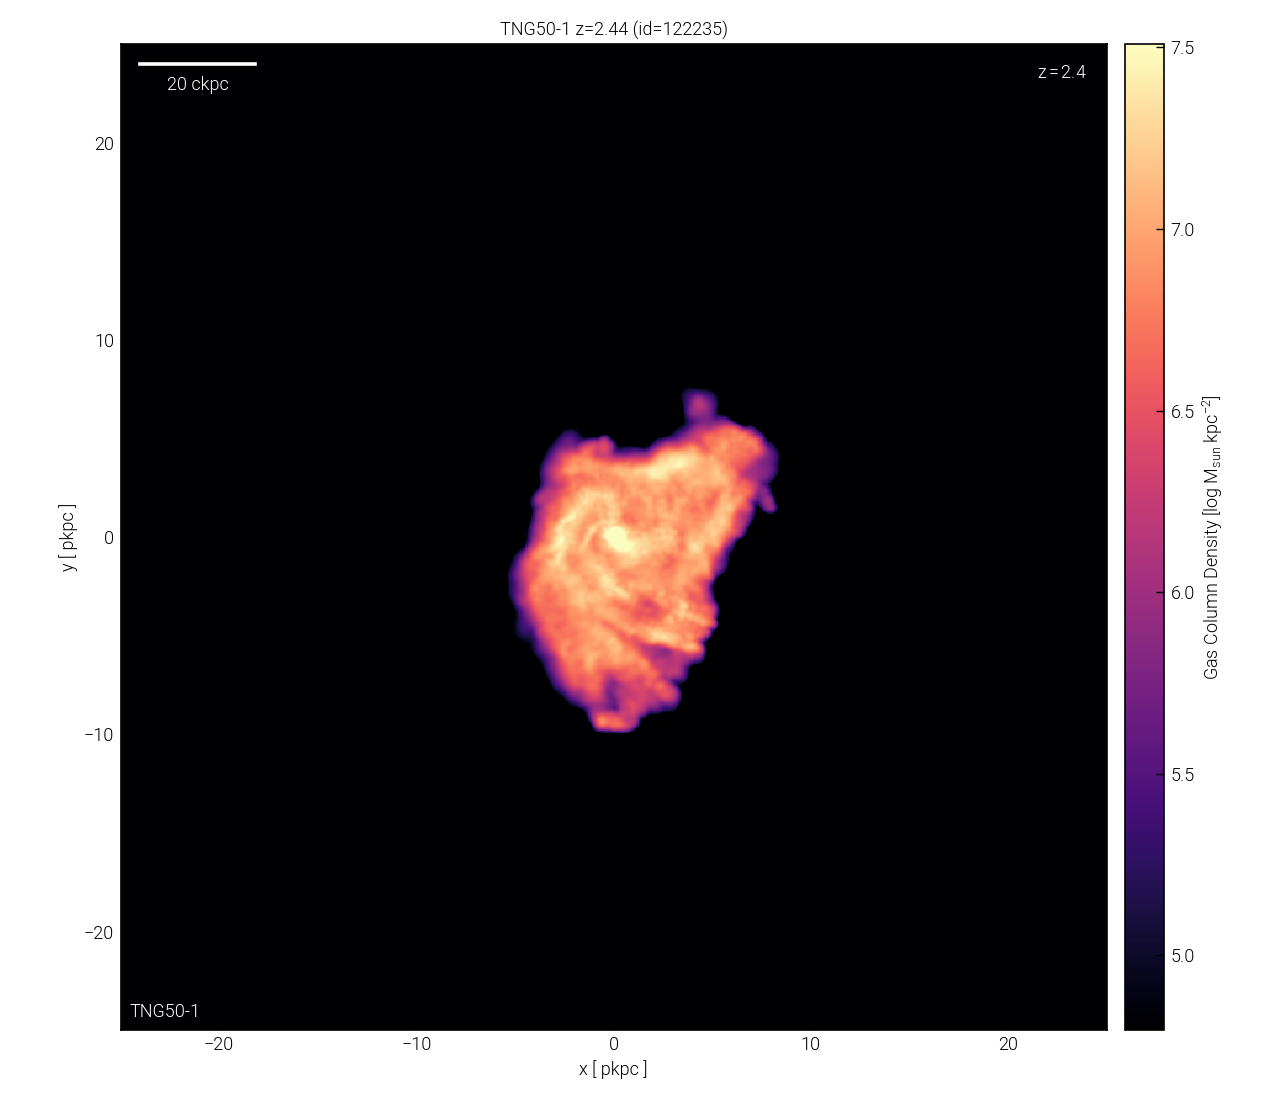 TNG50-1 z=2.44 (id=122235)
20 ckpc
z=2.4
7.5
7.0
6.5
6.0
5.5
5.0
Gas Column Density [log M_sun kpc⁻²]
20
10
0
−10
−20
y [ pkpc ]
TNG50-1
−20 −10 0 10 20
x [ pkpc ]